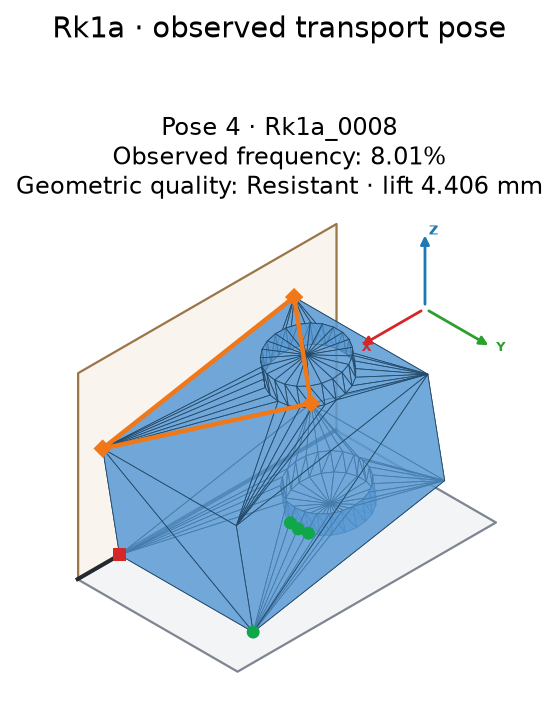 Rk1a · observed transport pose
Pose 4 · Rk1a_0008
Observed frequency: 8.01%
Geometric quality: Resistant · lift 4.406 mm
Z
X
Y